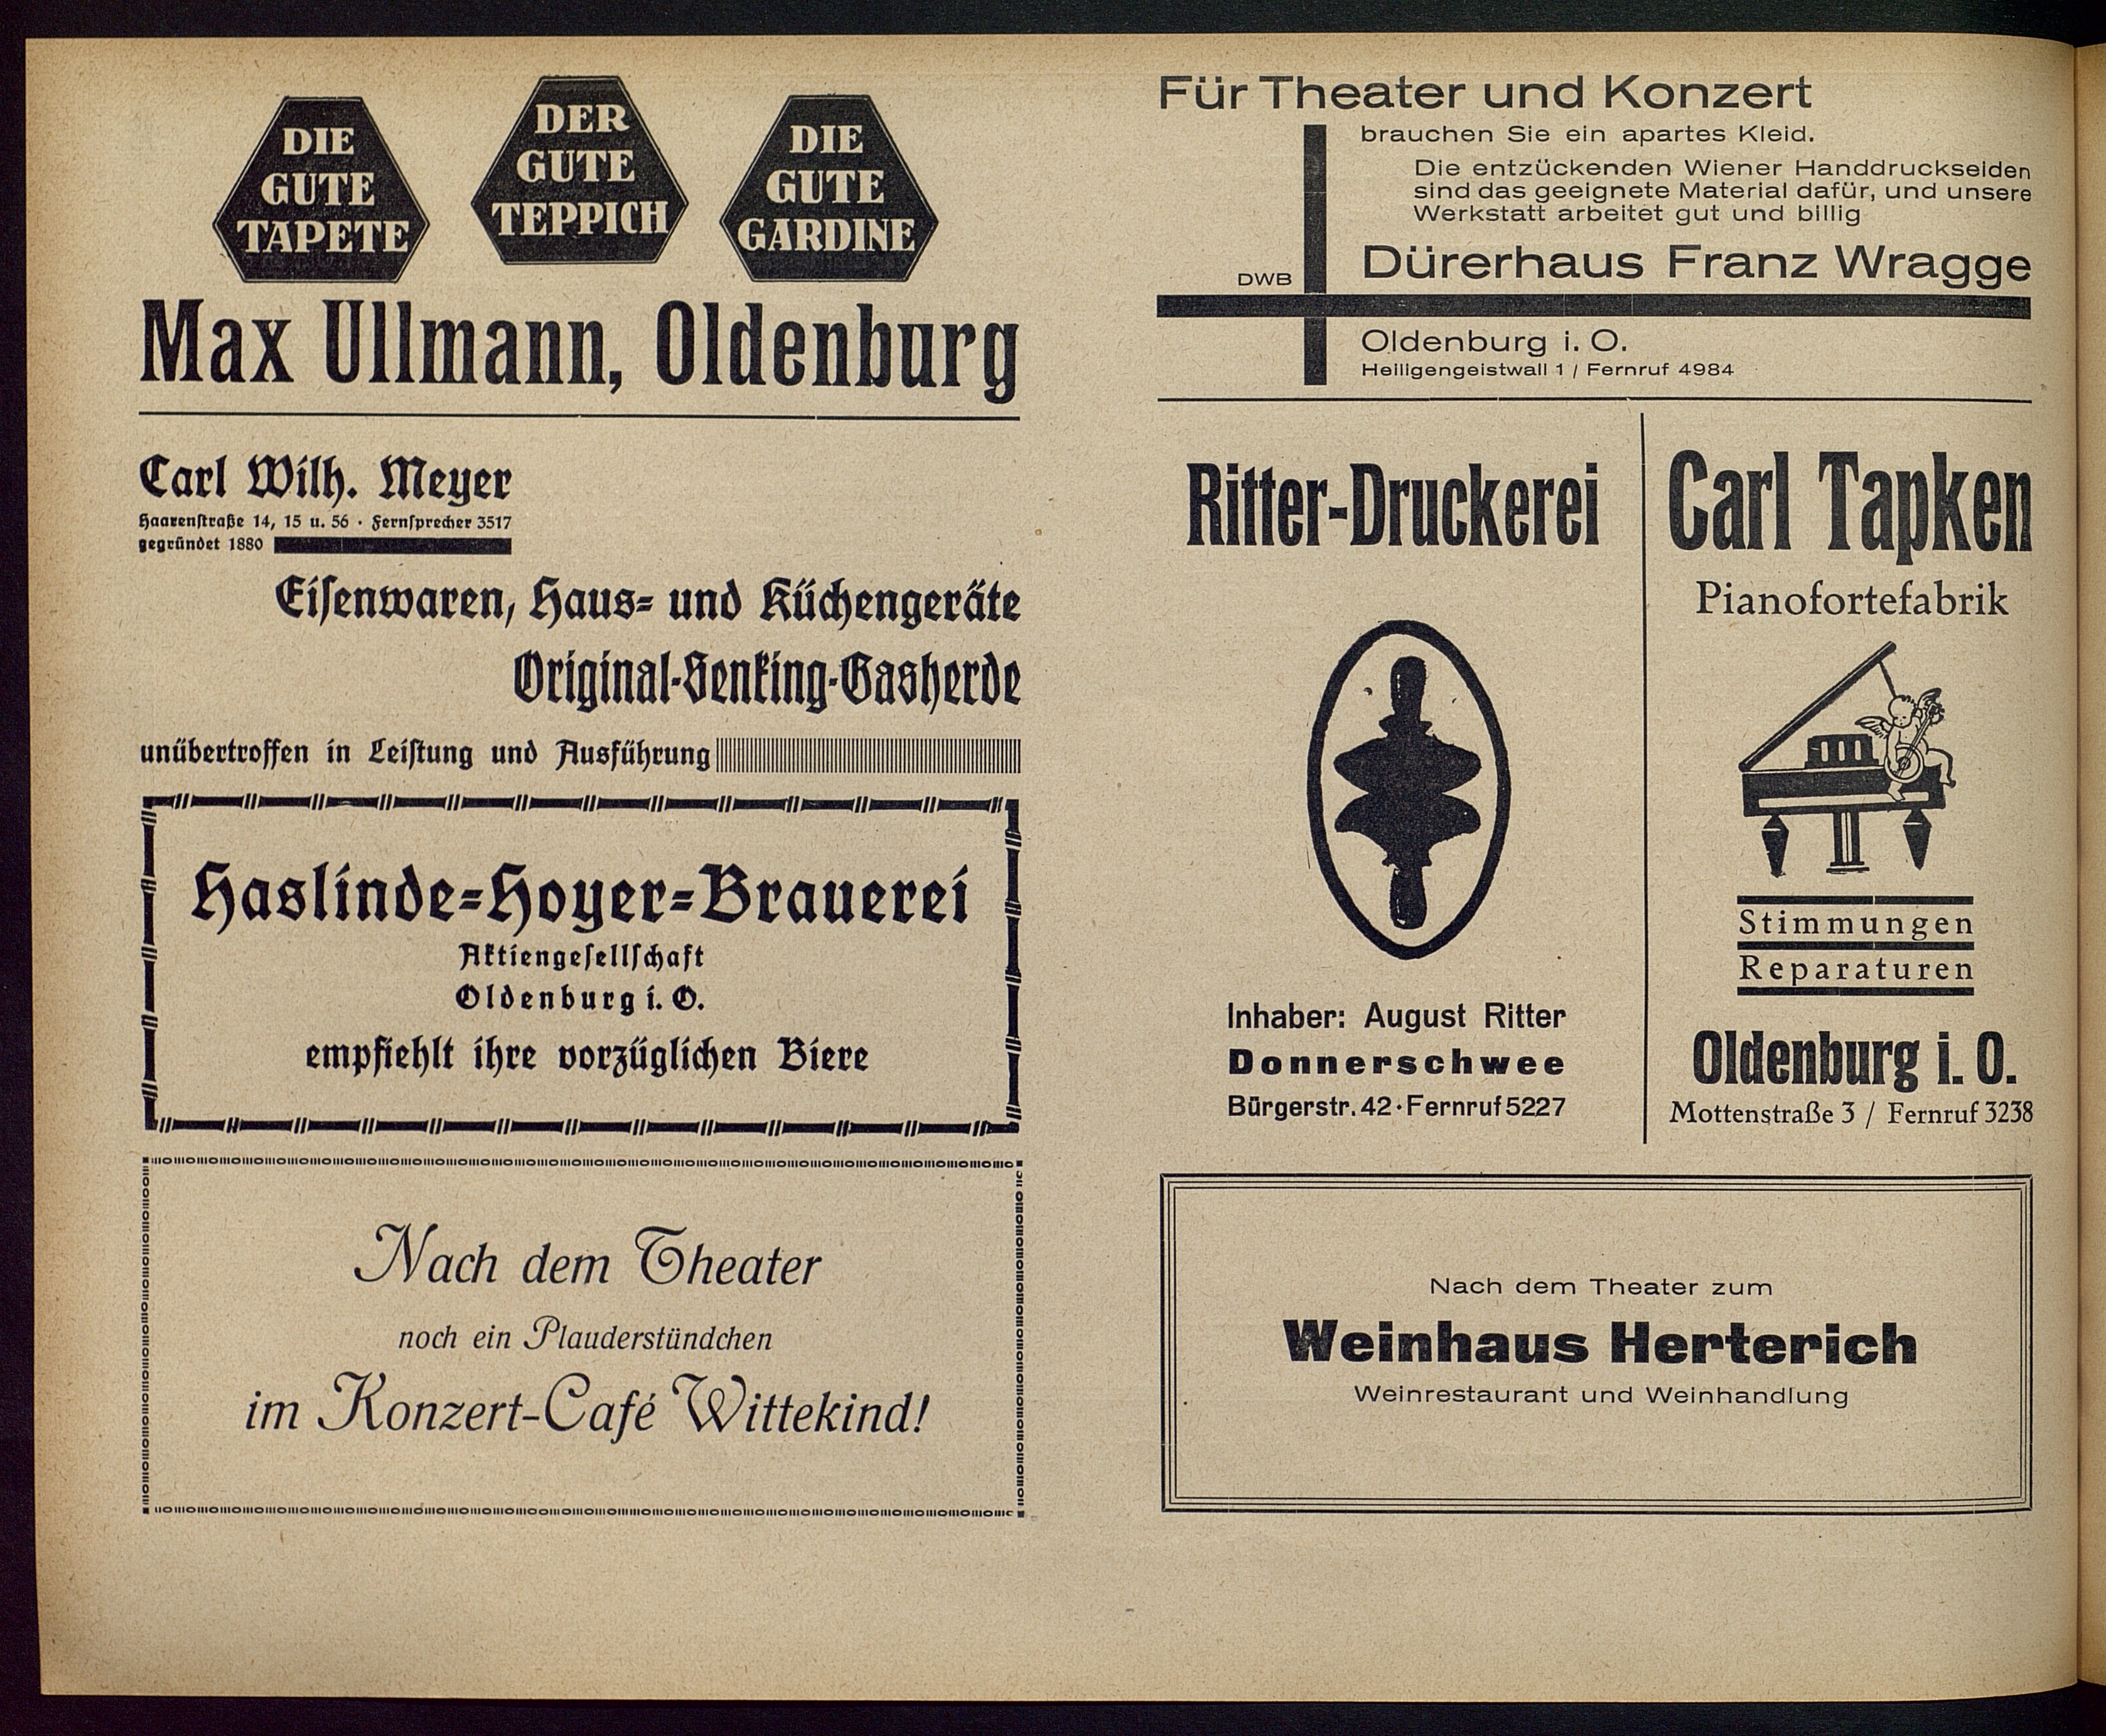 DIE
GUTE
TAPETE
DER
GUTE
TEPPICH
DIE
GUTE
GARDINE
Max Ullmann, Oldenburg
Carl Wilh. Meyer
Haarenſtraße 14, 15 u. 56 · Fernſprecher 3517
gegründet 1880
Eiſenwaren, Haus- und Küchengeräte
Original-Senking-Gasherde
unübertroffen in Leiſtung und Ausführung
Haslinde-Hoyer-Brauerei
Aktiengeſellſchaft
Oldenburg i. O.
empfiehlt ihre vorzüglichen Biere
Nach dem Theater
noch ein Plauderstündchen
im Konzert-Café Wittekind!
Für Theater und Konzert
brauchen Sie ein apartes Kleid.
Die entzückenden Wiener Handdruckseiden
sind das geeignete Material dafür, und unsere
Werkstatt arbeitet gut und billig
DWB
Dürerhaus Franz Wragge
Oldenburg i. O.
Heiligengeistwall 1 / Fernruf 4984
Ritter-Druckerei
Inhaber: August Ritter
Donnerschwee
Bürgerstr. 42 · Fernruf 5227
Carl Tapken
Pianofortefabrik
Stimmungen
Reparaturen
Oldenburg i. O.
Mottenstraße 3 / Fernruf 3238
Nach dem Theater zum
Weinhaus Herterich
Weinrestaurant und Weinhandlung